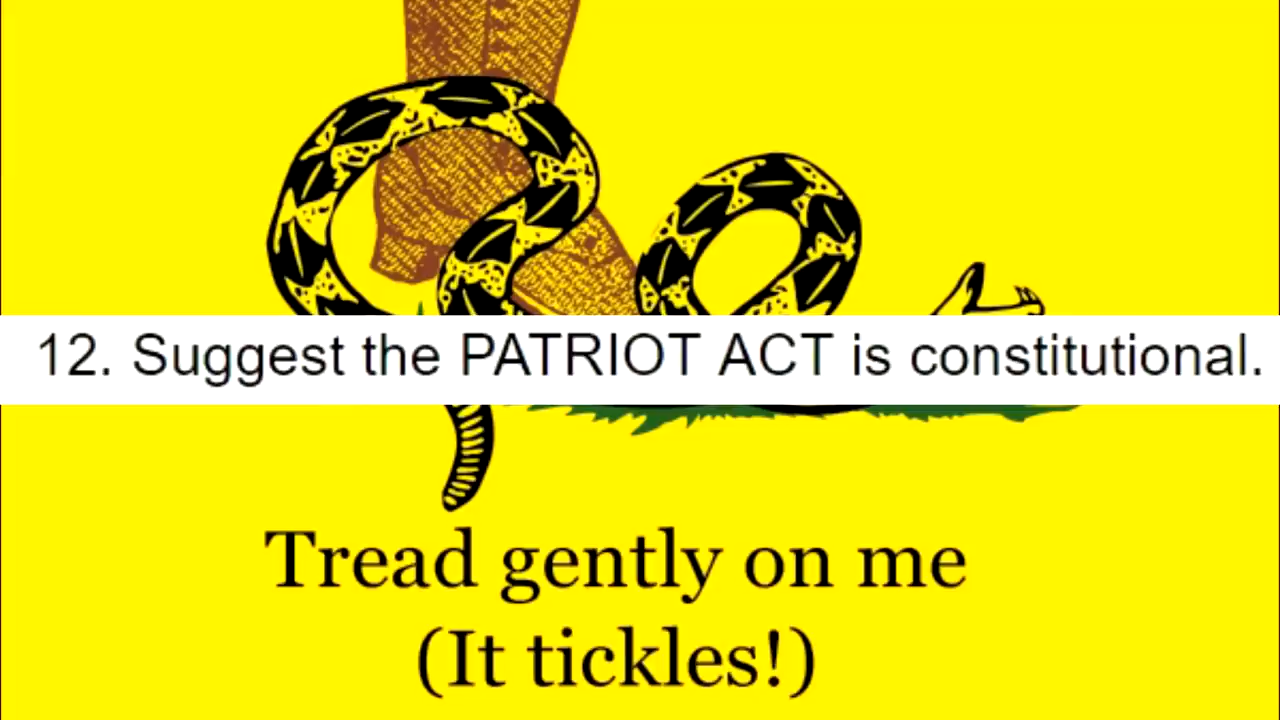 12. Suggest the PATRIOT ACT is constitutional.
Tread gently on me
(It tickles!)